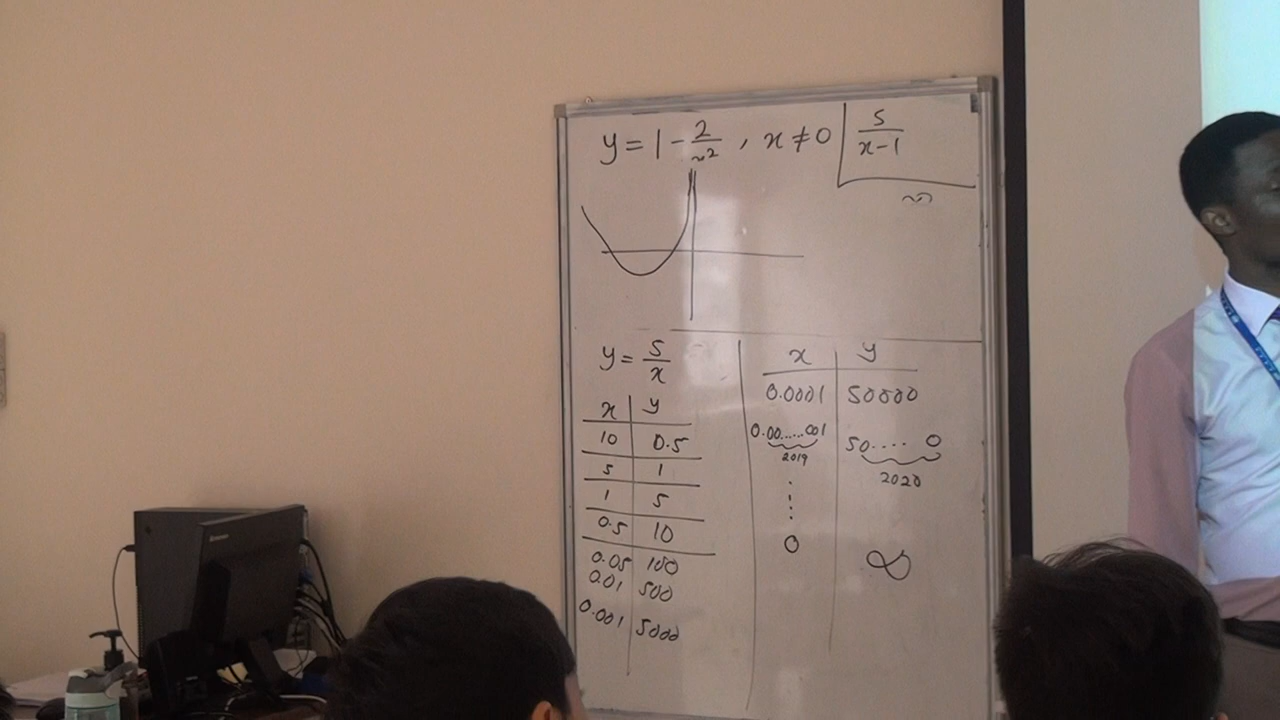 y = 1 - 2/x², x ≠ 0
5/(x-1)
y = 5/x
x | y
10 | 0.5
5 | 1
1 | 5
0.5 | 10
0.05 | 100
0.01 | 500
0.001 | 5000
x | y
0.0001 | 50000
0.00.....001 | 50.... 0
2019 | 2020
0 | ∞